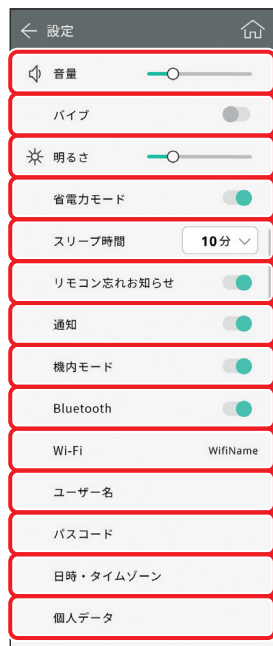 設定
音量
バイブ
明るさ
省電力モード
スリープ時間 10分
リモコン忘れお知らせ
通知
機内モード
Bluetooth
Wi-Fi WifiName
ユーザー名
パスコード
日時・タイムゾーン
個人データ